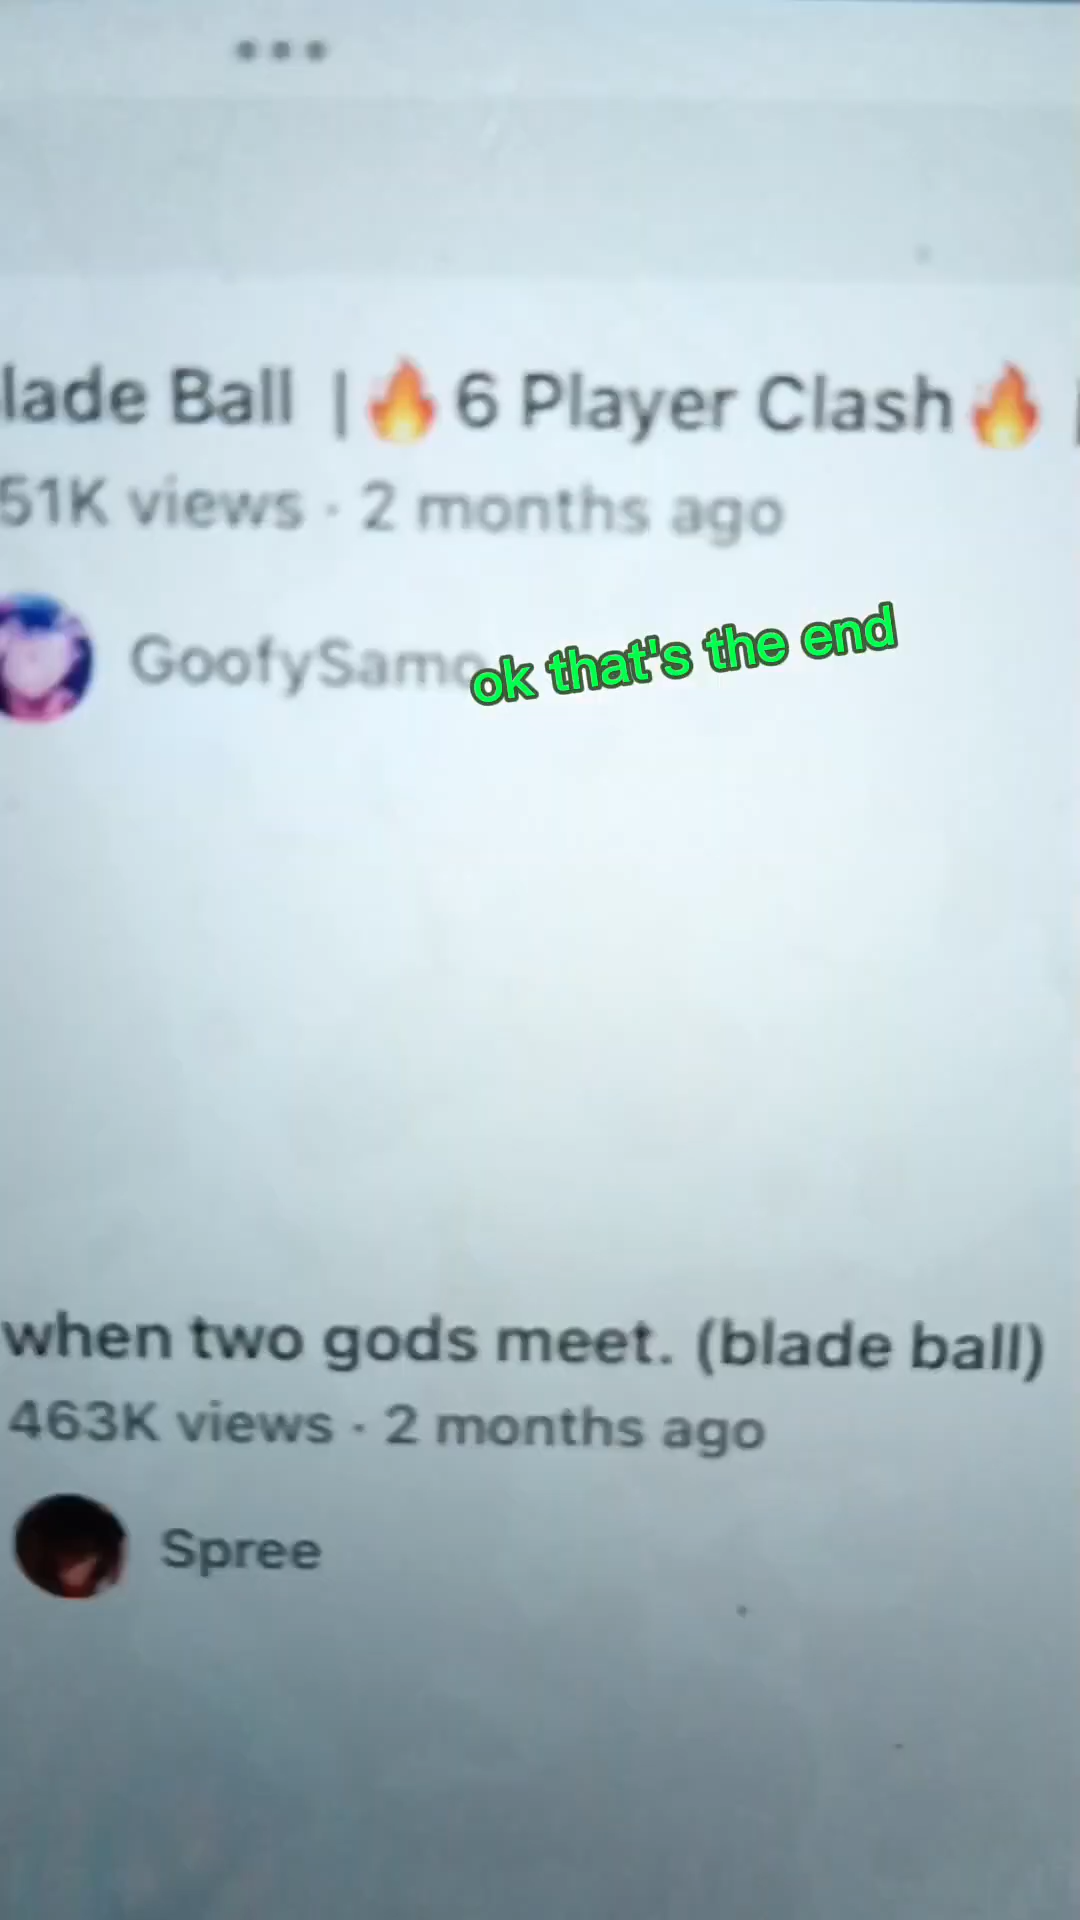 lade Ball | 🔥 6 Player Clash 🔥
51K views · 2 months ago
GoofySamo
ok that's the end
when two gods meet. (blade ball)
463K views · 2 months ago
Spree